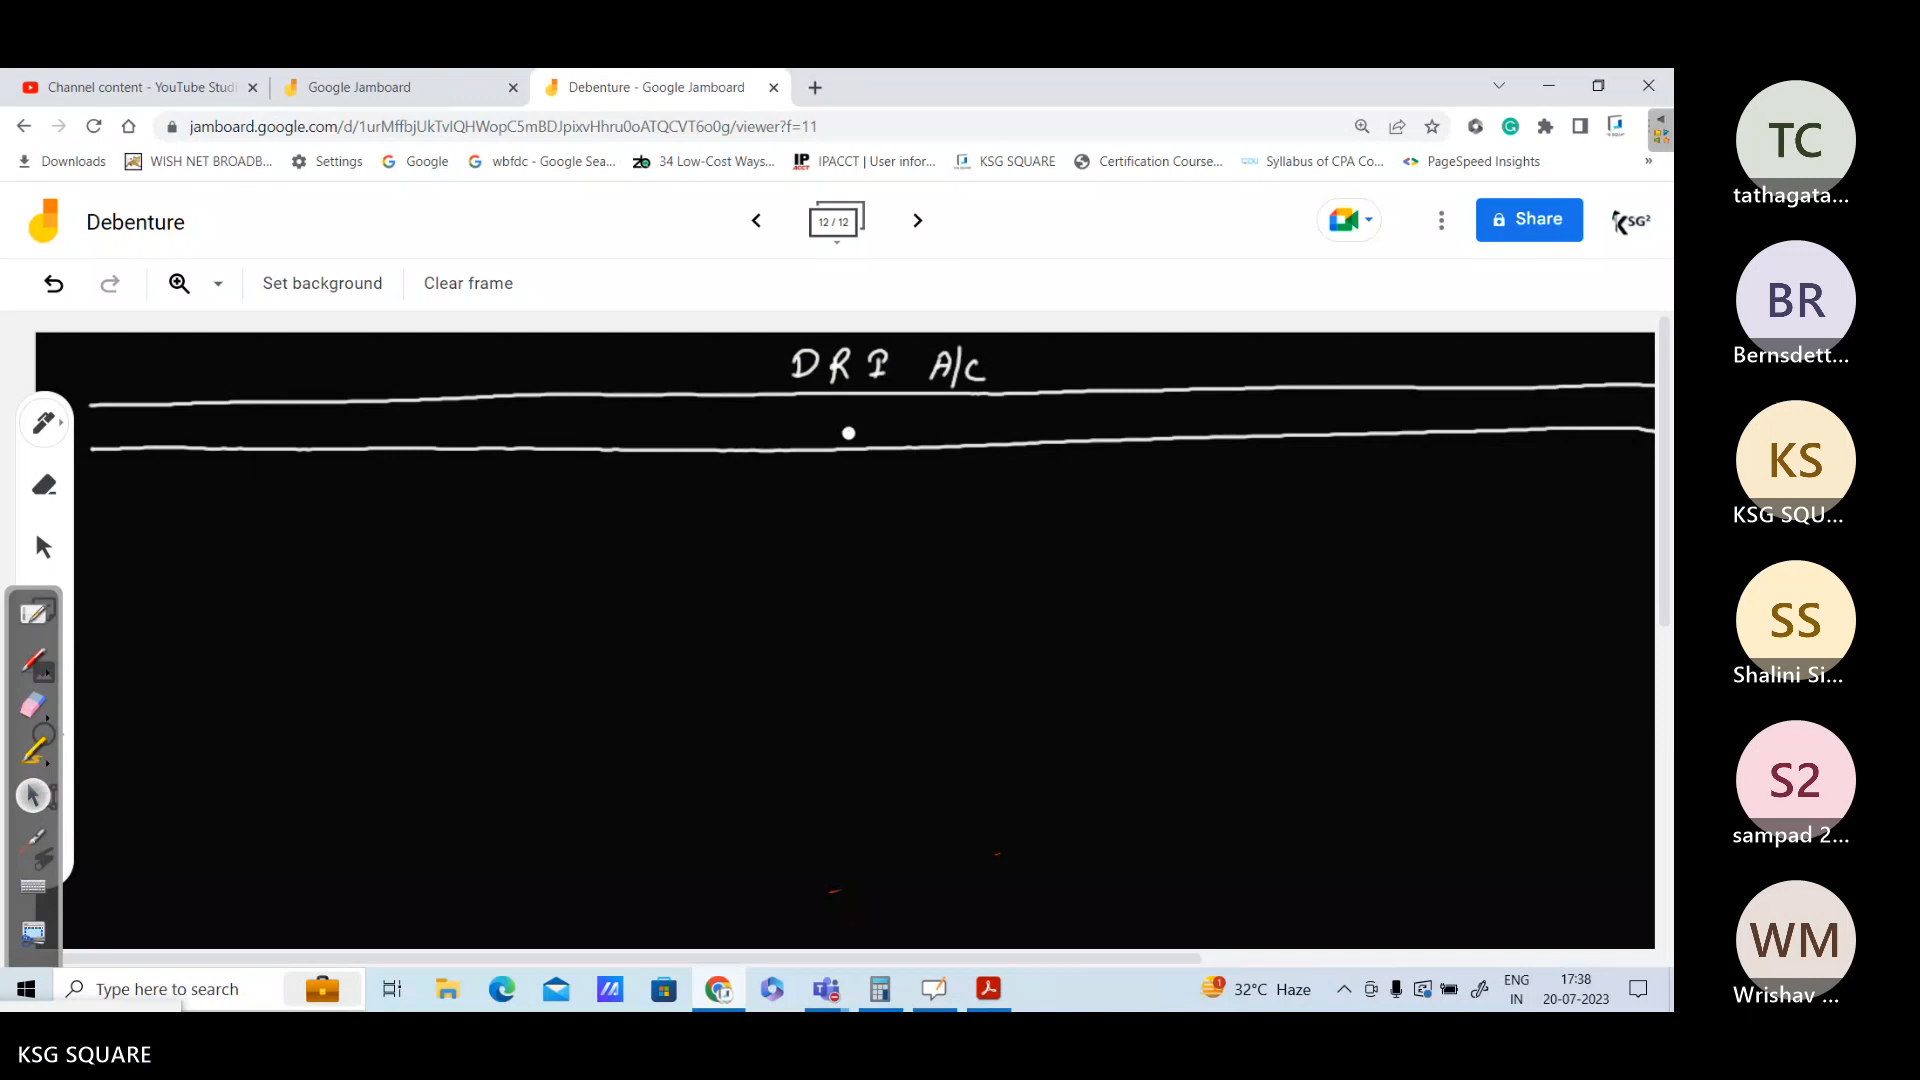 Channel content - YouTube Studi
Google Jamboard
Debenture - Google Jamboard
jamboard.google.com/d/1urMffbjUkTvIQHWopC5mBDJpixvHhru0oATQCVT6o0g/viewer?f=11
Downloads
WISH NET BROADB...
Settings
Google
wbfdc - Google Sea...
34 Low-Cost Ways...
IPACCT | User infor...
KSG SQUARE
Certification Course...
Syllabus of CPA Co...
PageSpeed Insights
»
Debenture
12 / 12
Share
KSG²
Set background
Clear frame
D R I A/C
Type here to search
1
32°C Haze
ENG
IN
17:38
20-07-2023
TC
tathagata...
BR
Bernsdett...
KS
KSG SQU...
SS
Shalini Si...
S2
sampad 2...
WM
Wrishav ...
KSG SQUARE